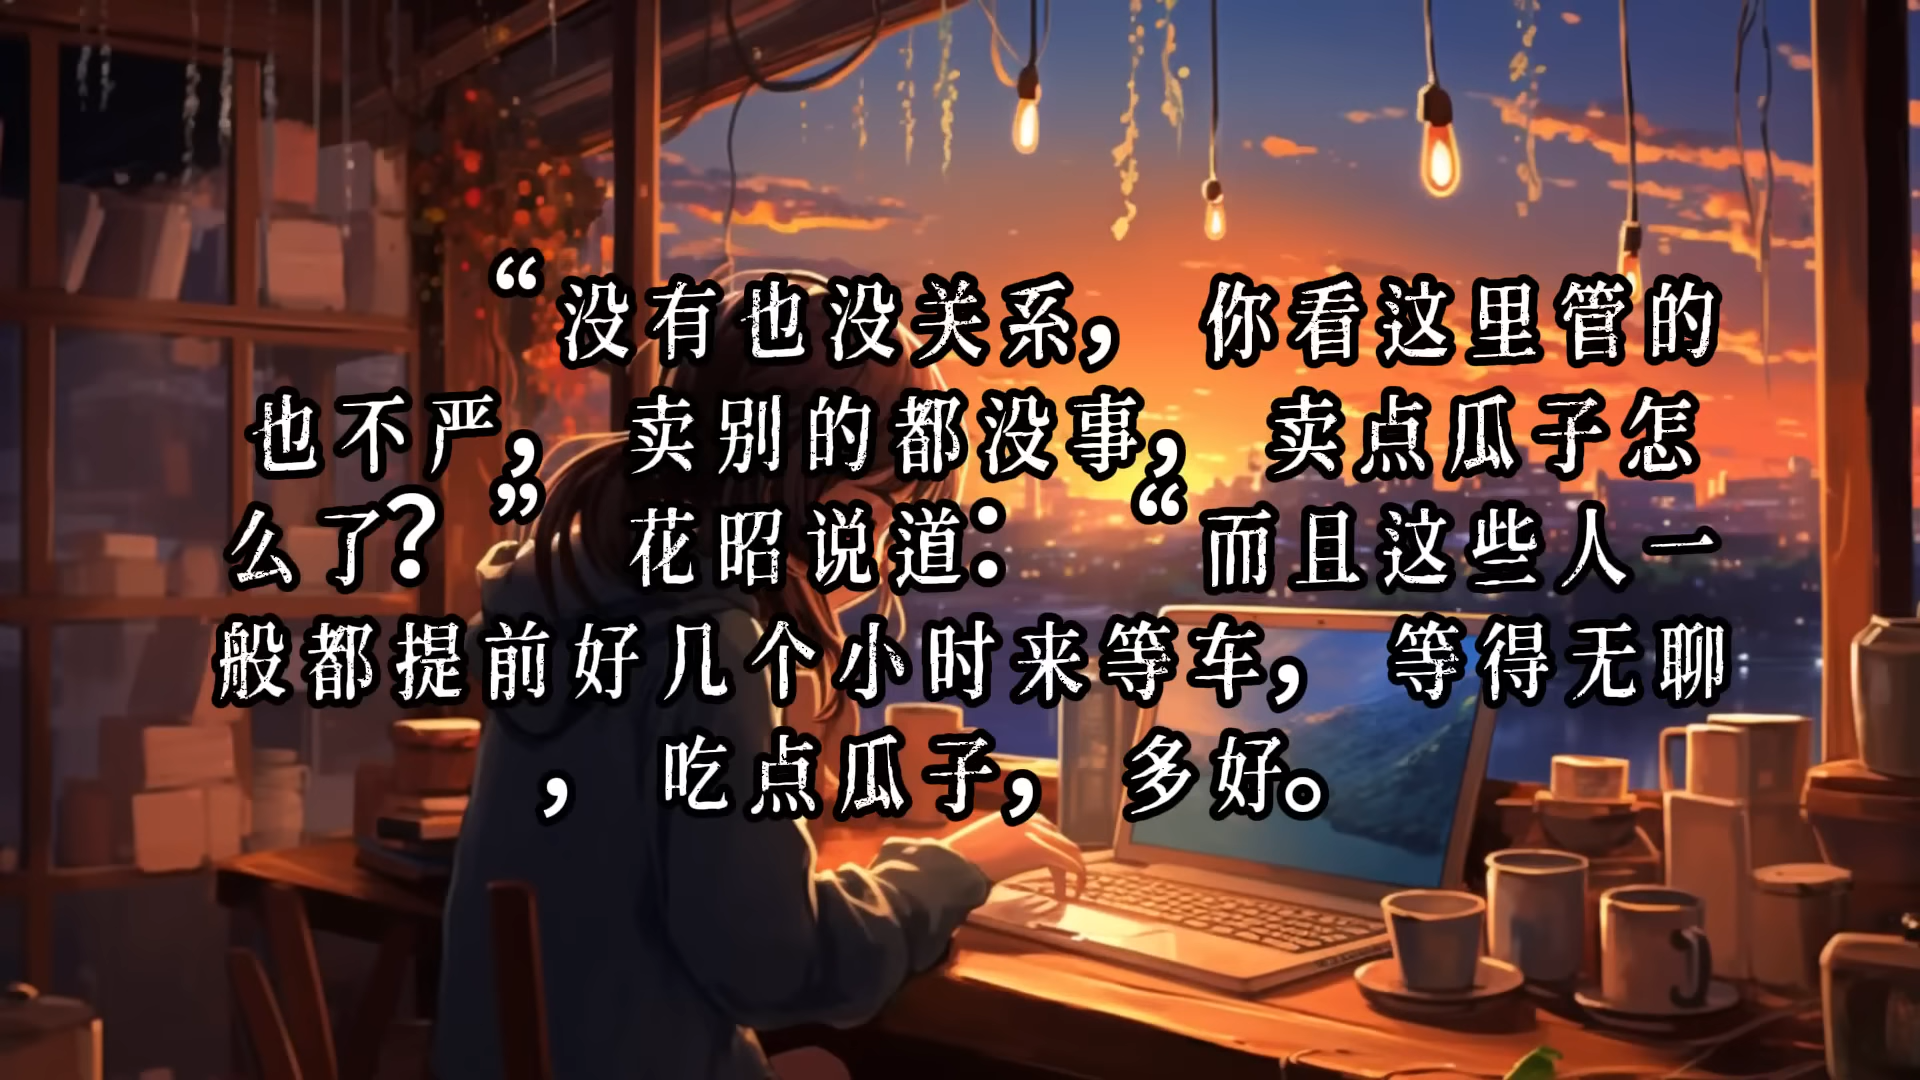 “没有也没关系，你看这里管的
也不严，卖别的都没事，卖点瓜子怎
么了？”花昭说道：“而且这些人一
般都提前好几个小时来等车，等得无聊
，吃点瓜子，多好。